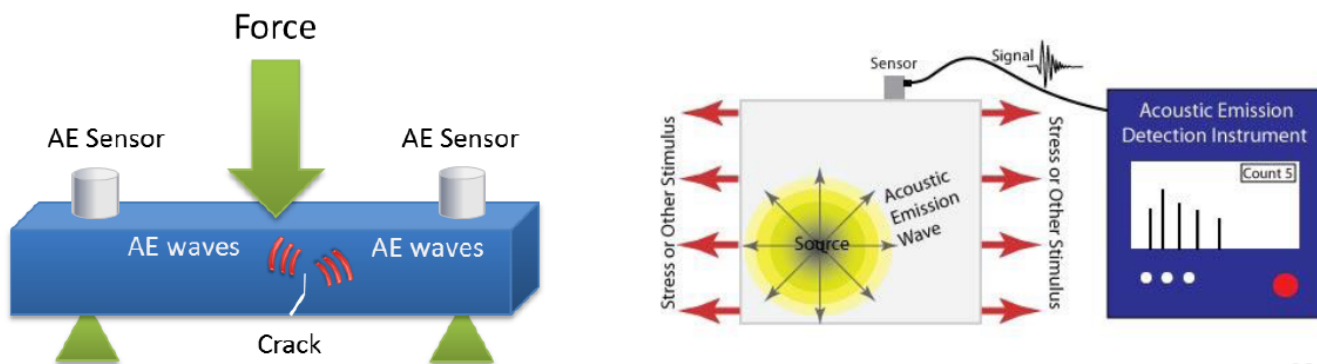 Force
AE Sensor
AE Sensor
AE waves
AE waves
Crack
Sensor
Signal
Stress or Other Stimulus
Source
Acoustic
Emission
Wave
Stress or Other Stimulus
Acoustic Emission
Detection Instrument
Count 5